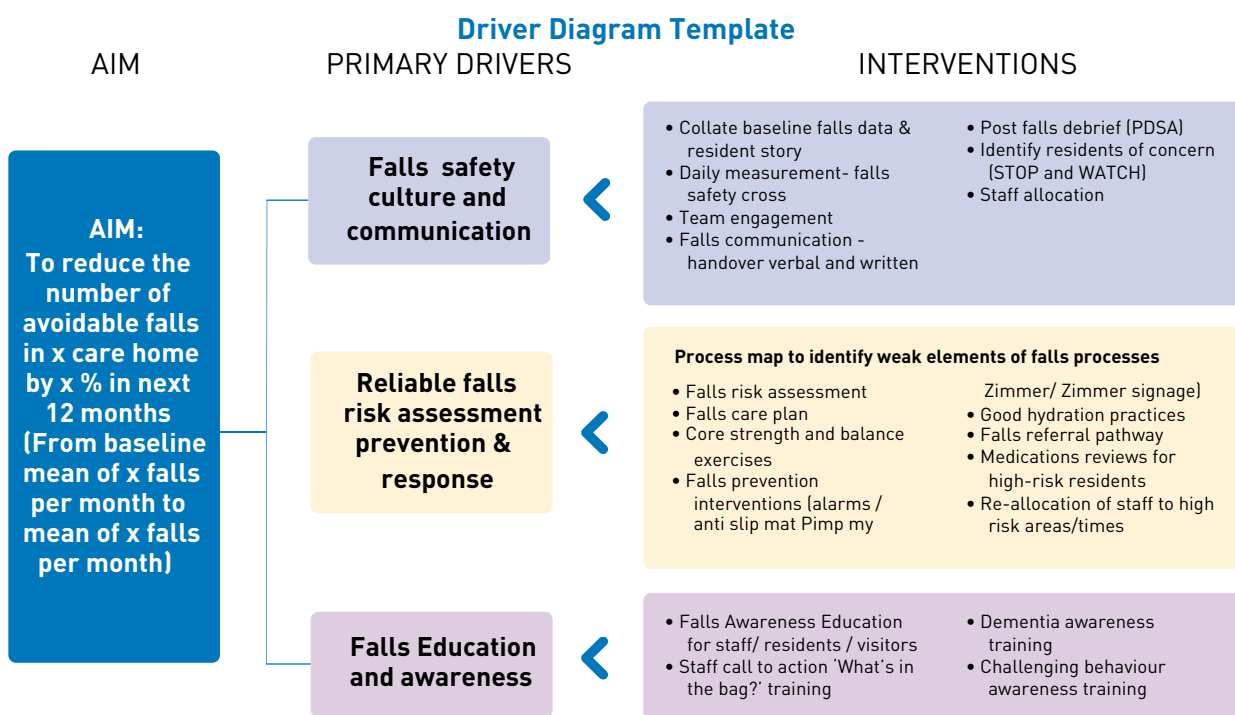 Driver Diagram Template
AIM
PRIMARY DRIVERS
INTERVENTIONS
AIM:
To reduce the
number of
avoidable falls
in x care home
by x % in next
12 months
(From baseline
mean of x falls
per month to
mean of x falls
per month)
Falls safety
culture and
communication
• Collate baseline falls data &
resident story
• Daily measurement- falls
safety cross
• Team engagement
• Falls communication -
handover verbal and written
• Post falls debrief (PDSA)
• Identify residents of concern
(STOP and WATCH)
• Staff allocation
Reliable falls
risk assessment
prevention &
response
Process map to identify weak elements of falls processes
• Falls risk assessment
• Falls care plan
• Core strength and balance
exercises
• Falls prevention
interventions (alarms /
anti slip mat Pimp my
Zimmer/ Zimmer signage)
• Good hydration practices
• Falls referral pathway
• Medications reviews for
high-risk residents
• Re-allocation of staff to high
risk areas/times
Falls Education
and awareness
• Falls Awareness Education
for staff/ residents / visitors
• Staff call to action ‘What’s in
the bag?’ training
• Dementia awareness
training
• Challenging behaviour
awareness training